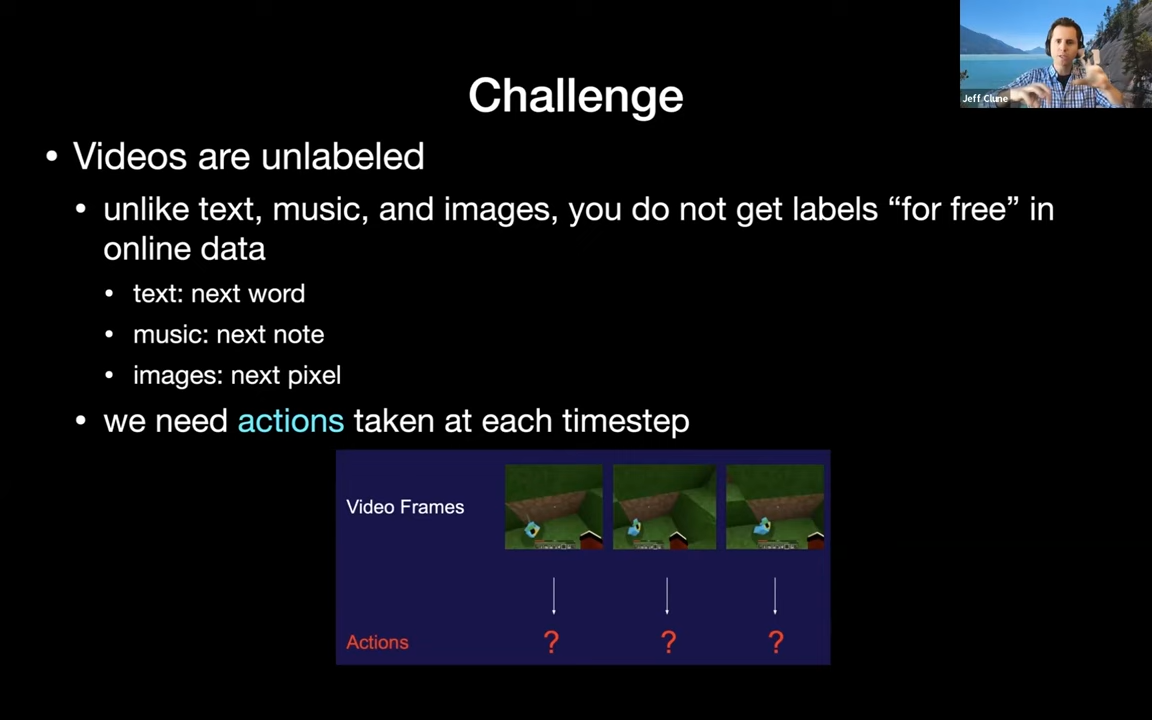 Jeff Clune
Challenge
• Videos are unlabeled
• unlike text, music, and images, you do not get labels “for free” in
online data
• text: next word
• music: next note
• images: next pixel
• we need actions taken at each timestep
Video Frames
Actions ? ? ?